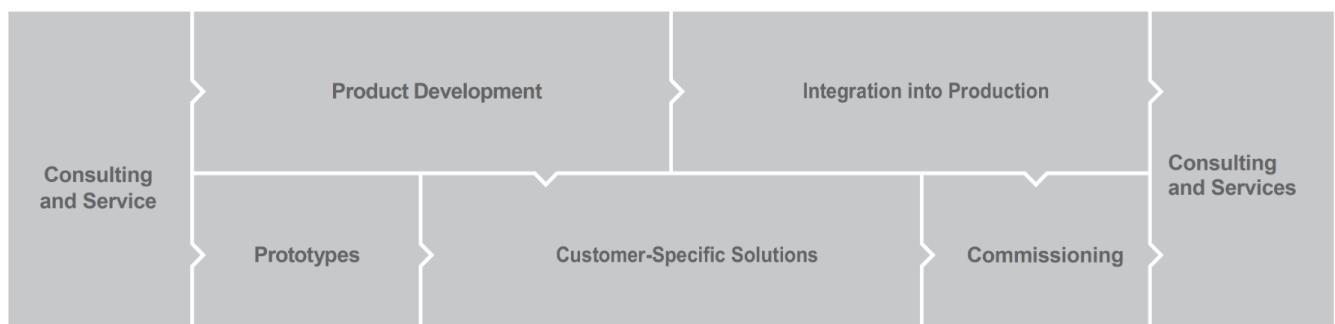 Consulting
and Service
Product Development
Integration into Production
Prototypes
Customer-Specific Solutions
Commissioning
Consulting
and Services